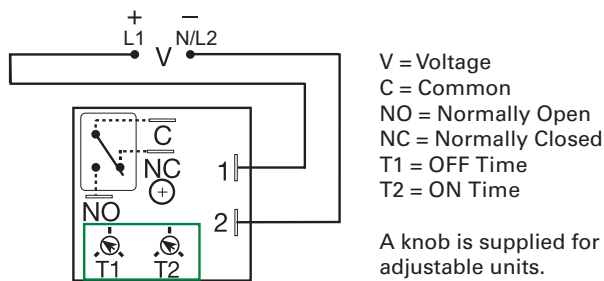 + –
L1 V N/L2
C
NC
1
NO
2
T1 T2
V = Voltage
C = Common
NO = Normally Open
NC = Normally Closed
T1 = OFF Time
T2 = ON Time
A knob is supplied for
adjustable units.